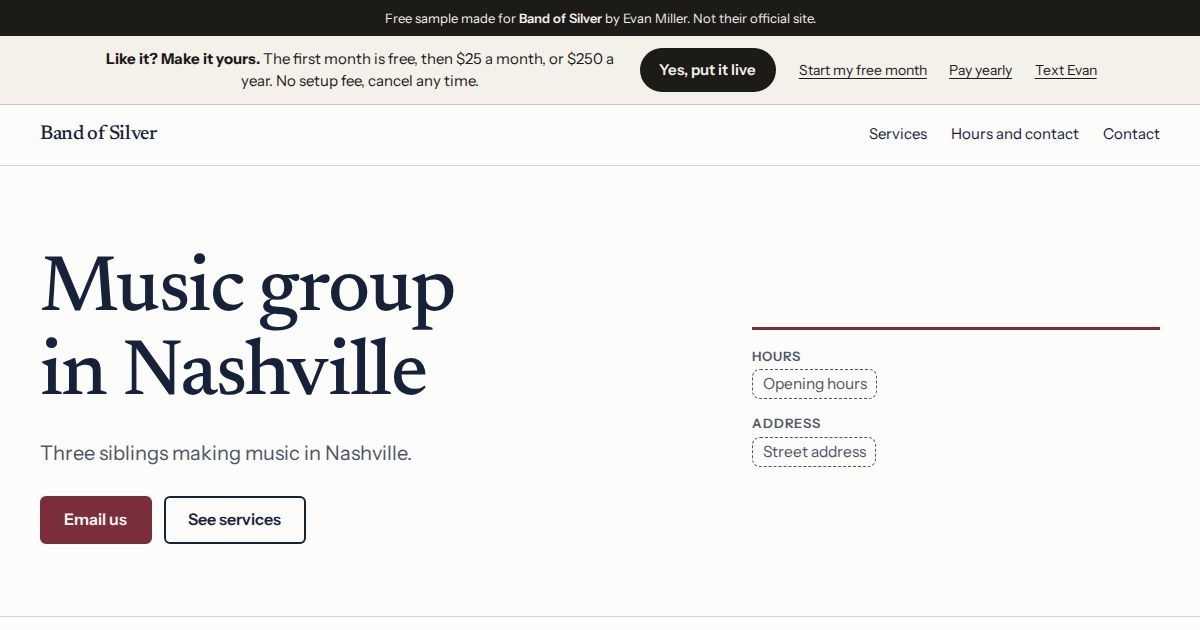 Free sample made for Band of Silver by Evan Miller. Not their official site.
Like it? Make it yours. The first month is free, then $25 a month, or $250 a
year. No setup fee, cancel any time.
Yes, put it live
Start my free month
Pay yearly
Text Evan
Band of Silver
Services
Hours and contact
Contact
Music group
in Nashville
Three siblings making music in Nashville.
Email us
See services
HOURS
Opening hours
ADDRESS
Street address